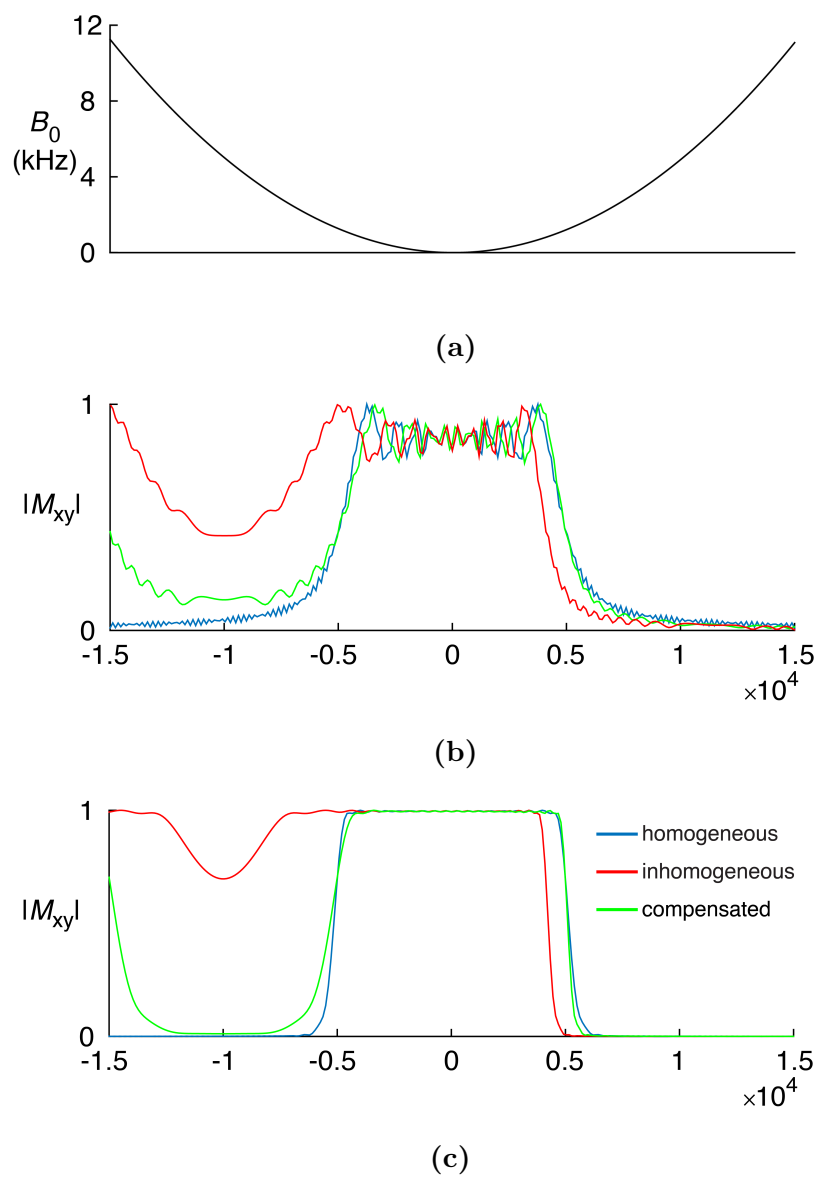 12
8
B0
(kHz)
4
0
(a)
1
|Mxy|
0
-1.5 -1 -0.5 0 0.5 1 1.5
×10^4
(b)
1
homogeneous
inhomogeneous
|Mxy|
compensated
0
-1.5 -1 -0.5 0 0.5 1 1.5
×10^4
(c)